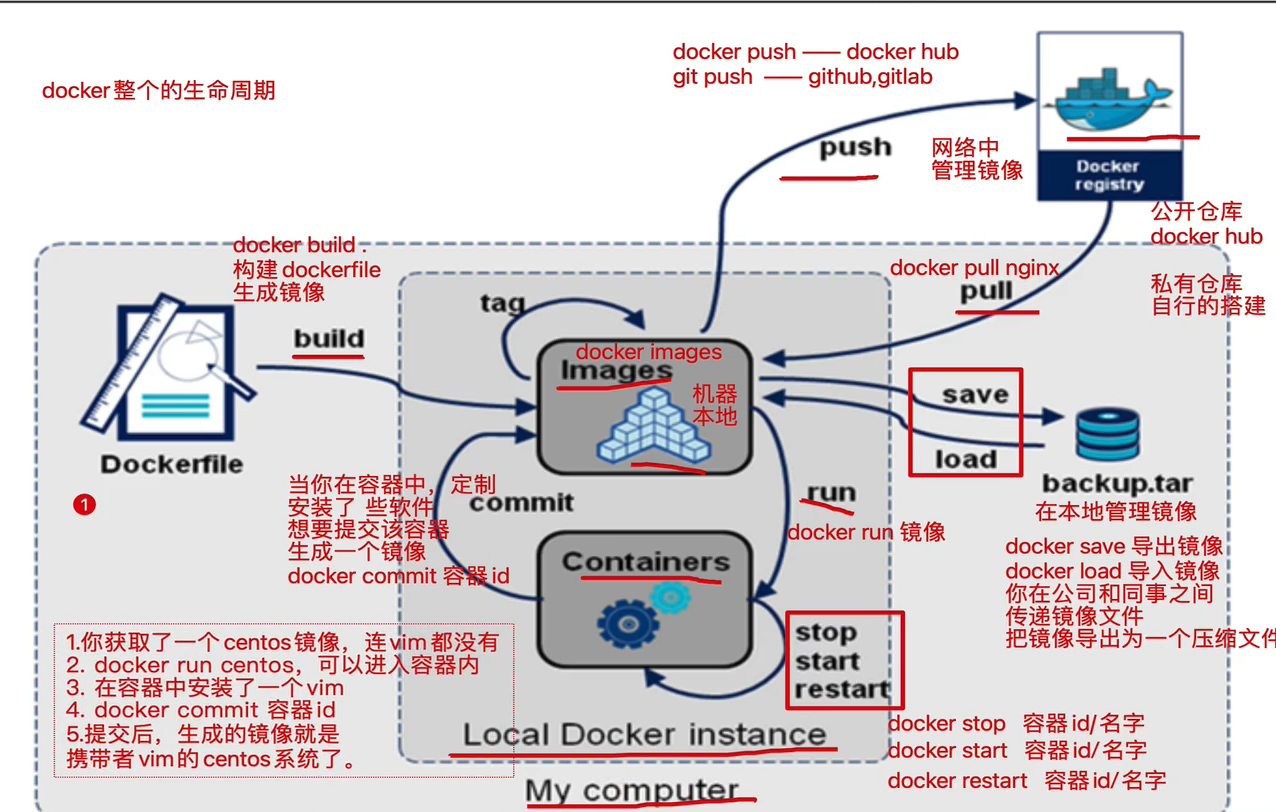 docker整个的生命周期
docker push —— docker hub
git push —— github,gitlab
push
网络中
管理镜像
Docker
registry
公开仓库
docker hub
私有仓库
自行的搭建
docker build .
构建 dockerfile
生成镜像
build
Dockerfile
tag
docker images
Images
机器
本地
docker pull nginx
pull
save
load
backup.tar
在本地管理镜像
docker save 导出镜像
docker load 导入镜像
你在公司和同事之间
传递镜像文件
把镜像导出为一个压缩文件
1
当你在容器中，定制
安装了 些软件
想要提交该容器
生成一个镜像
docker commit 容器id
commit
run
docker run 镜像
Containers
stop
start
restart
1.你获取了一个centos镜像，连vim都没有
2. docker run centos，可以进入容器内
3. 在容器中安装了一个vim
4. docker commit 容器id
5.提交后，生成的镜像就是
携带者vim的centos系统了。
Local Docker instance
docker stop 容器id/名字
docker start 容器id/名字
docker restart 容器id/名字
My computer